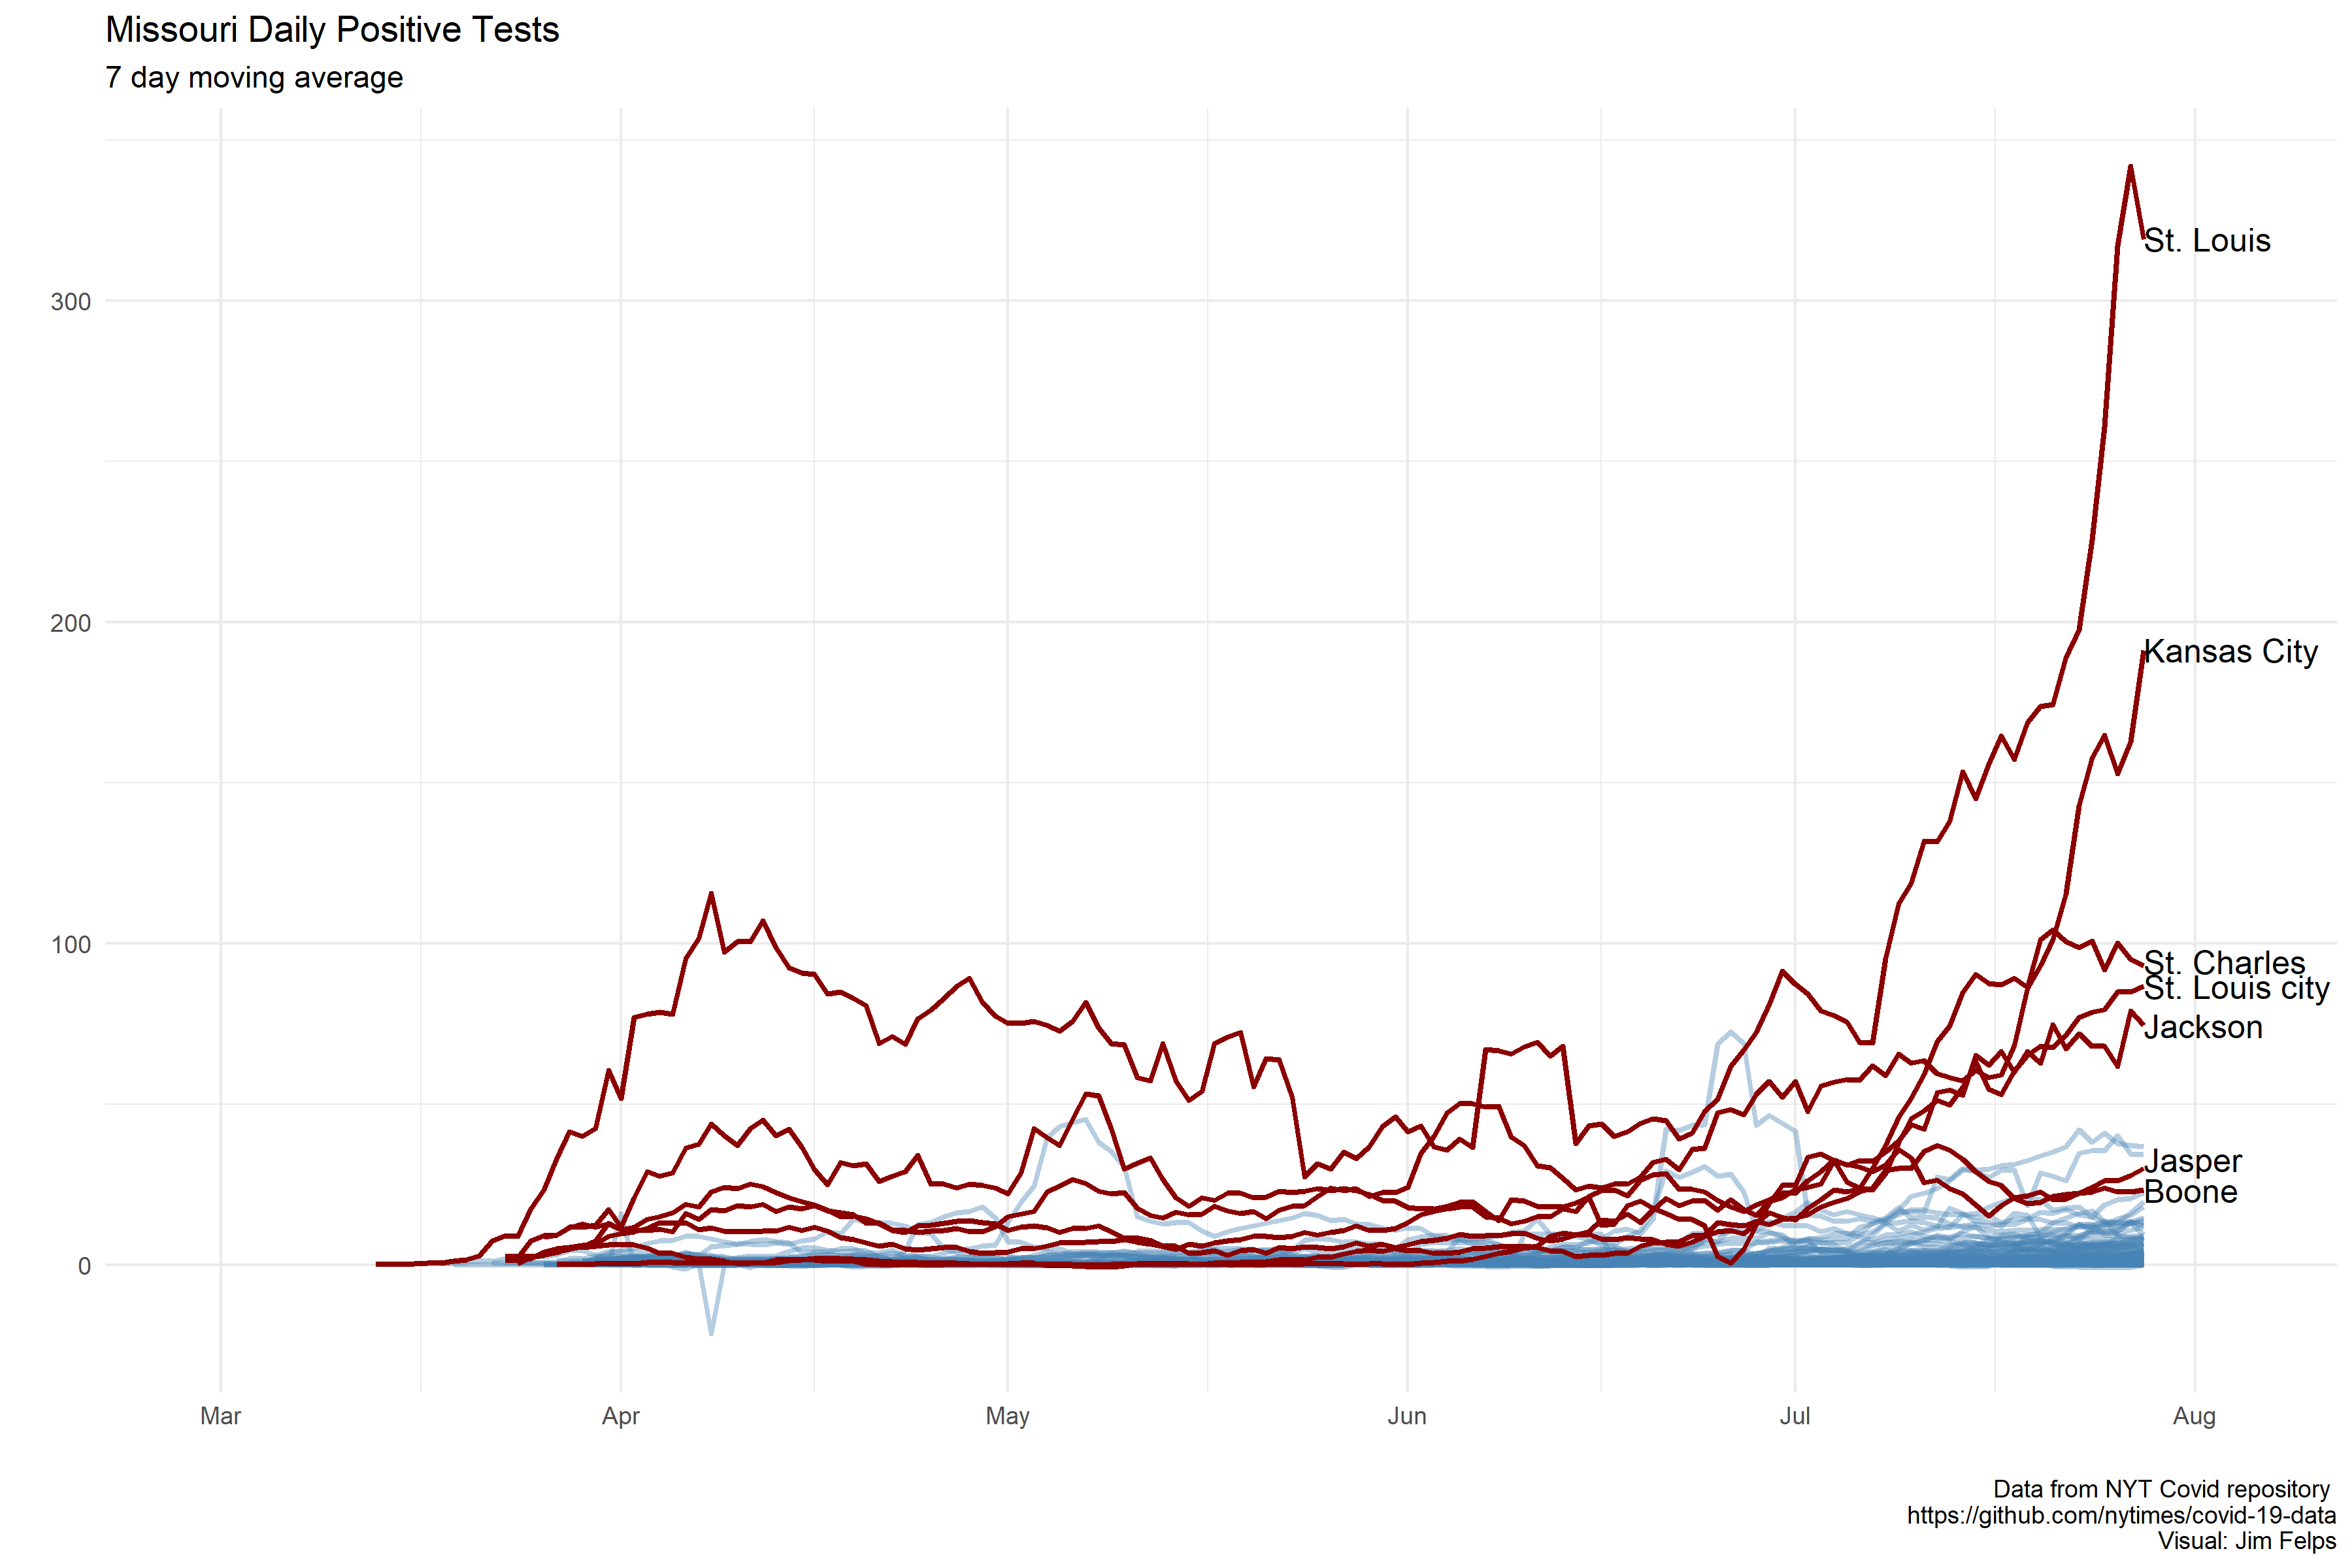 Missouri Daily Positive Tests
7 day moving average
300
200
100
0
St. Louis
Kansas City
St. Charles
St. Louis city
Jackson
Jasper
Boone
Mar Apr May Jun Jul Aug
Data from NYT Covid repository
https://github.com/nytimes/covid-19-data
Visual: Jim Felps